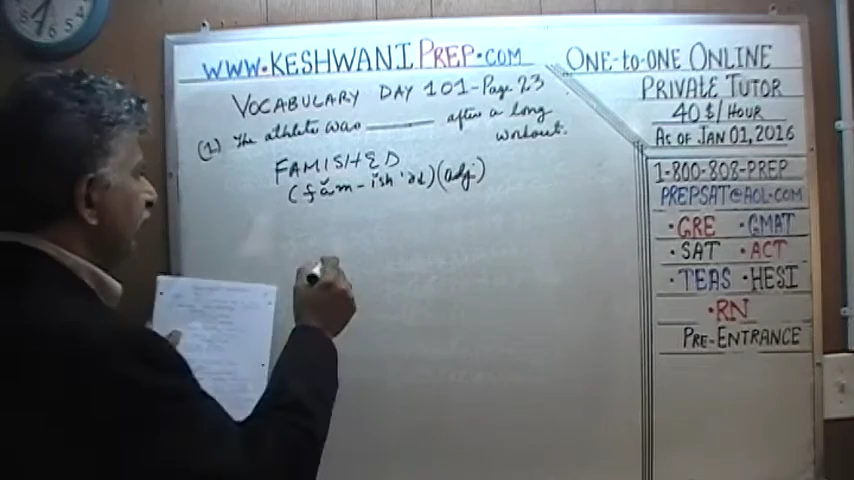 WWW.KESHWANIPREP.COM
VOCABULARY DAY 101-Page 23
(1) The athlete was ______ after a long
workout.
FAMISHED
(făm-ĭsh'əd)(adj.)
ONE-to-ONE ONLINE
PRIVATE TUTOR
40 $/HOUR
AS OF JAN 01, 2016
1-800-808-PREP
PREPSAT@AOL.COM
•GRE •GMAT
•SAT •ACT
•TEAS •HESI
•RN
PRE-ENTRANCE